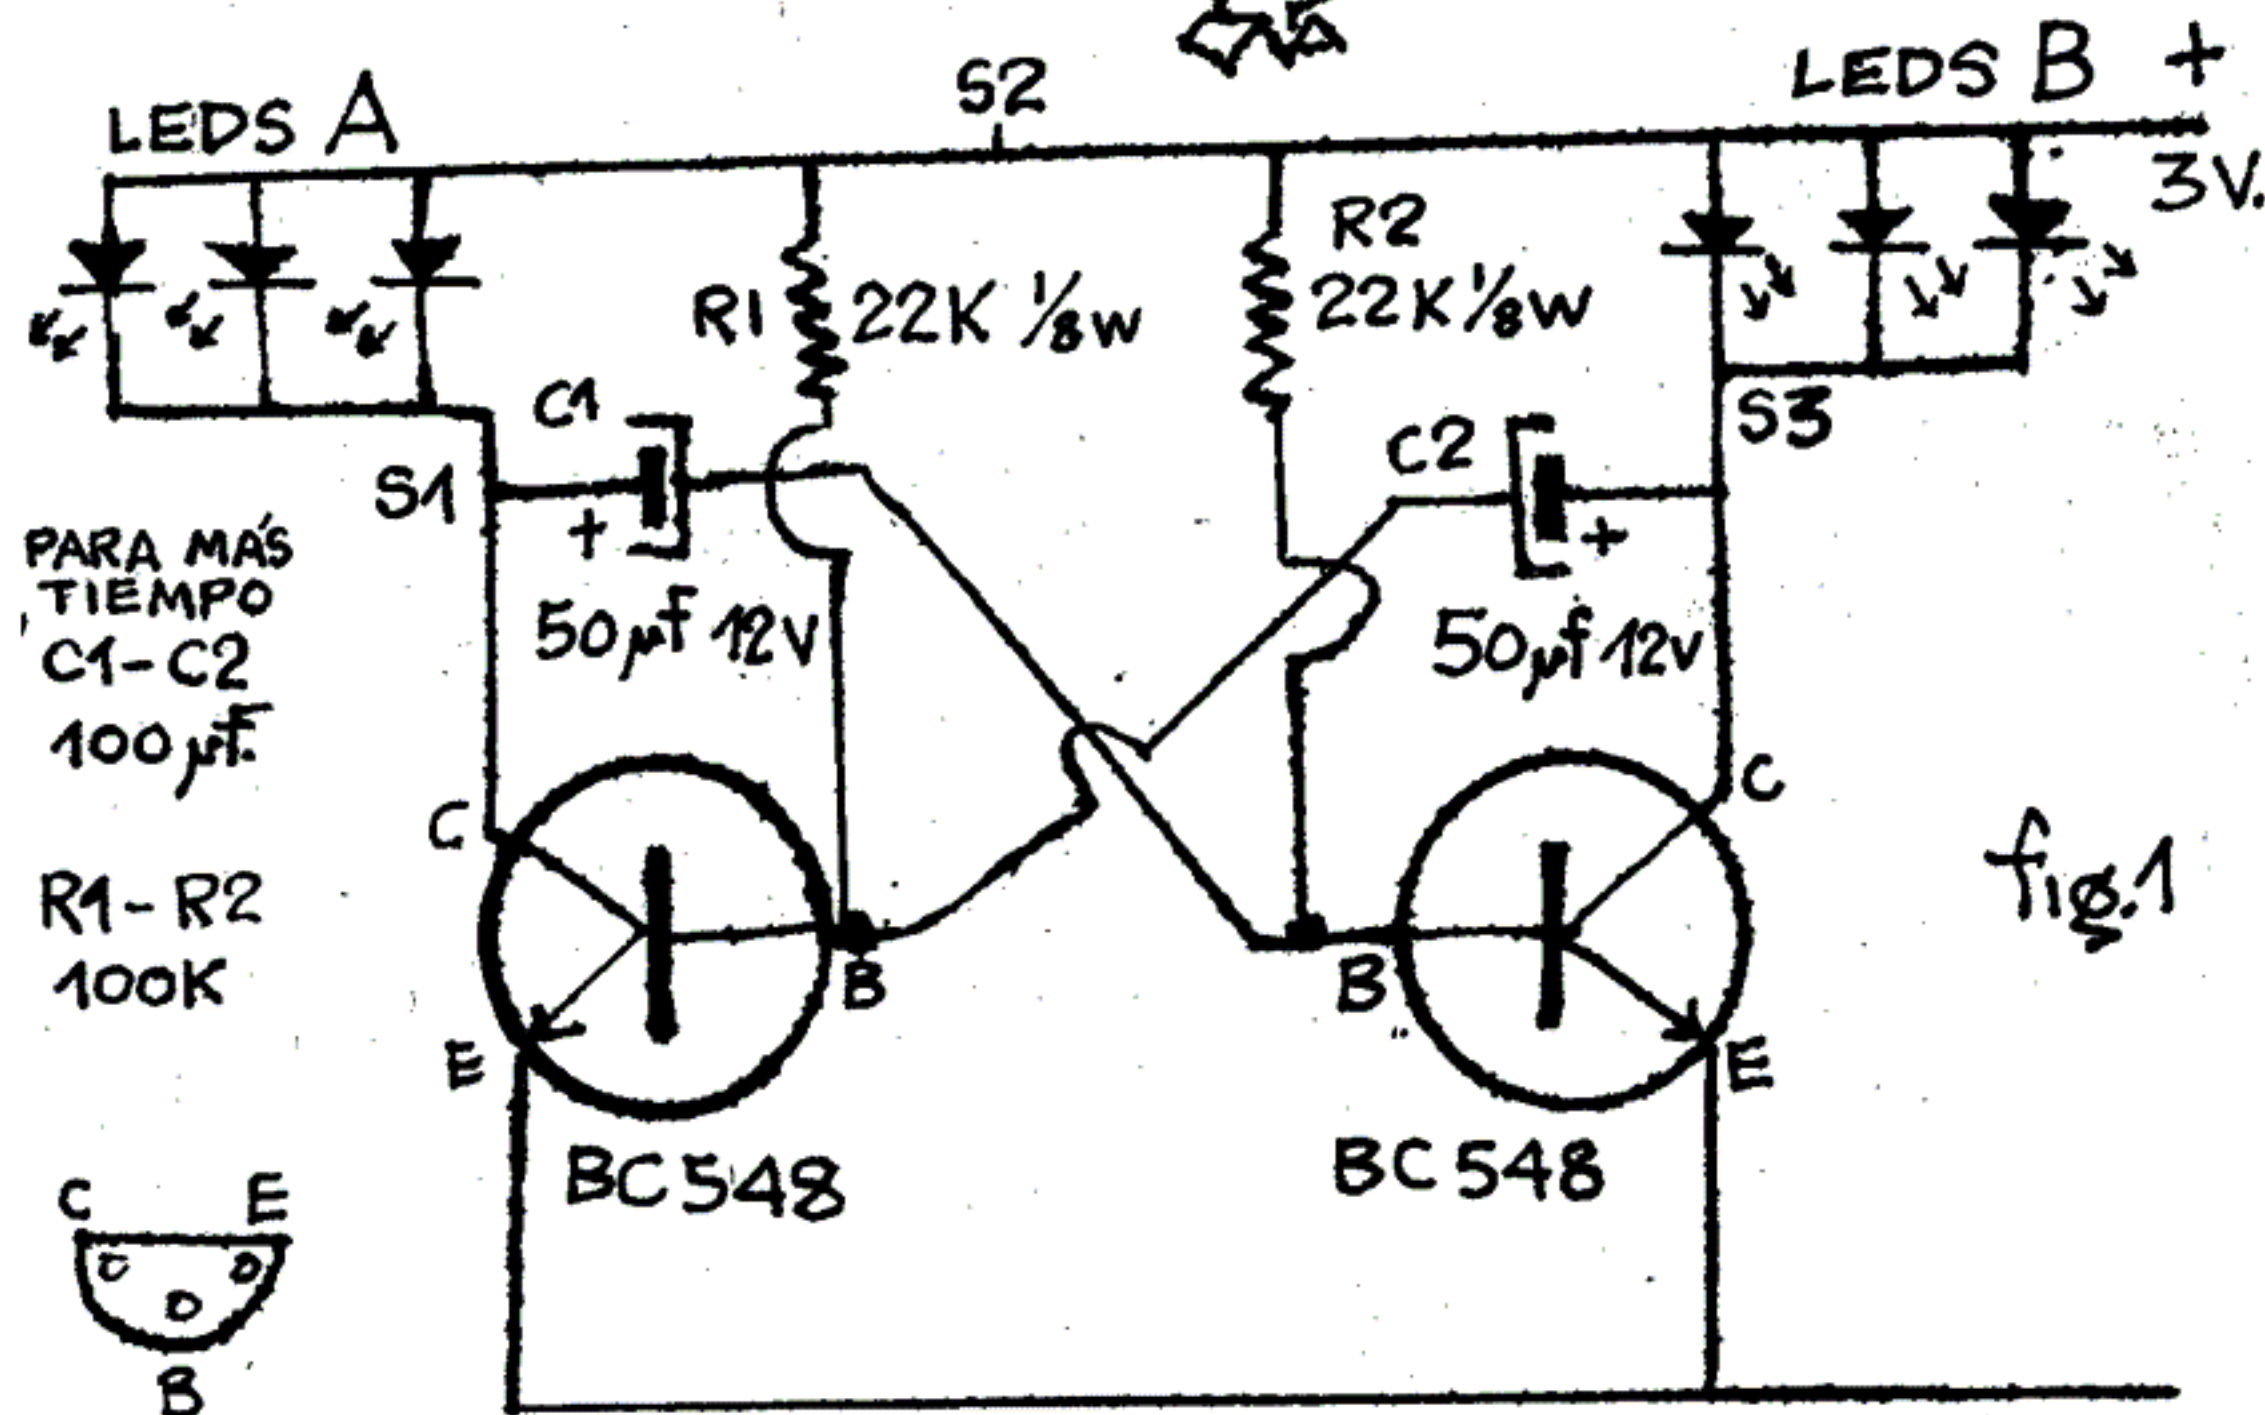 S2
LEDS A
LEDS B +
3V.
R1 22K 1/8W
R2
22K 1/8W
C1
S1
+
50µf 12V
C2
S3
+
50µf 12V
PARA MÁS
TIEMPO
C1-C2
100µF.
R1-R2
100K
C
B
E
BC548
C
B
E
BC548
fig.1
C E
B